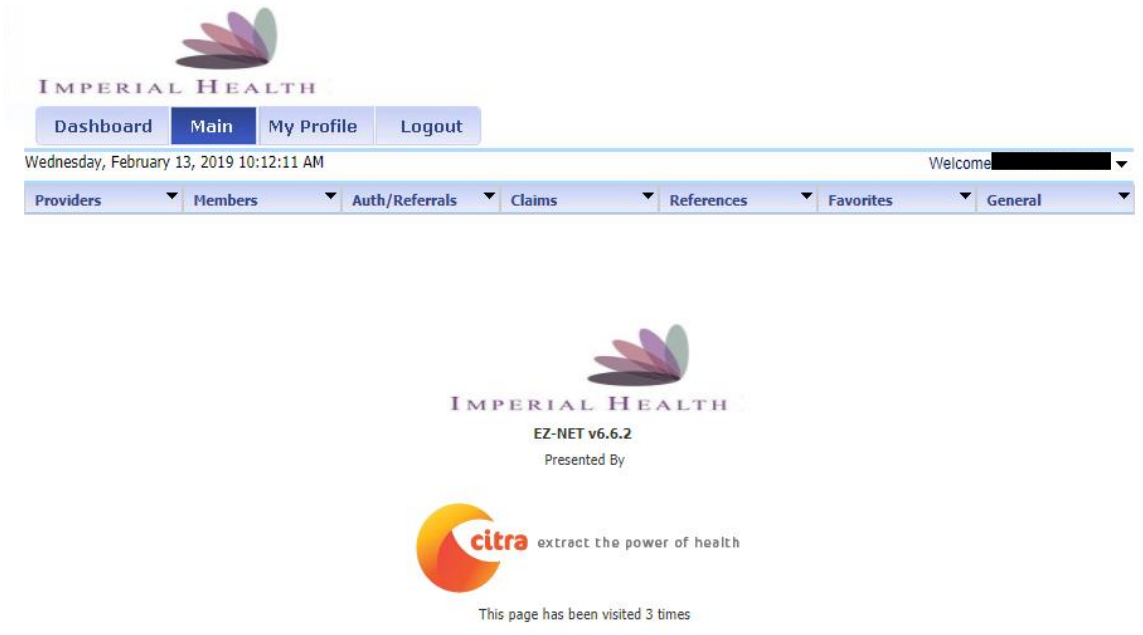 IMPERIAL HEALTH
Dashboard Main My Profile Logout
Wednesday, February 13, 2019 10:12:11 AM Welcome
Providers Members Auth/Referrals Claims References Favorites General
IMPERIAL HEALTH
EZ-NET v6.6.2
Presented By
citra extract the power of health
This page has been visited 3 times